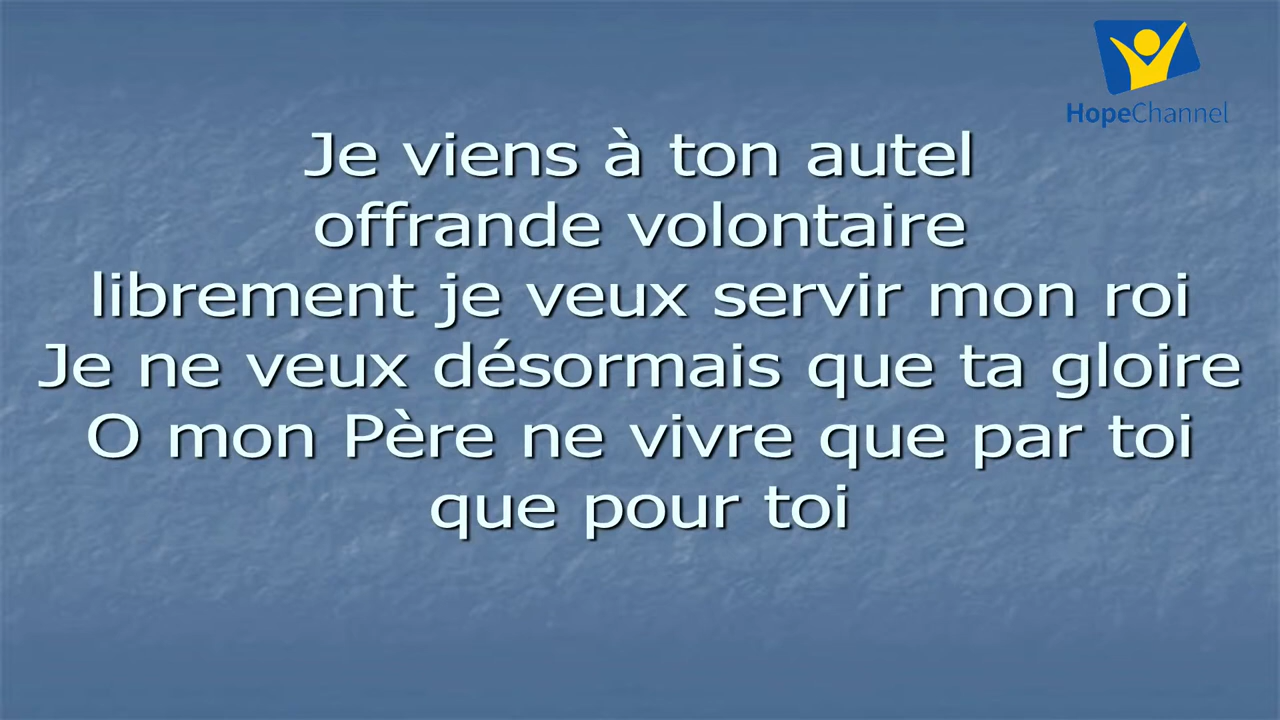 HopeChannel
Je viens à ton autel
offrande volontaire
librement je veux servir mon roi
Je ne veux désormais que ta gloire
O mon Père ne vivre que par toi
que pour toi